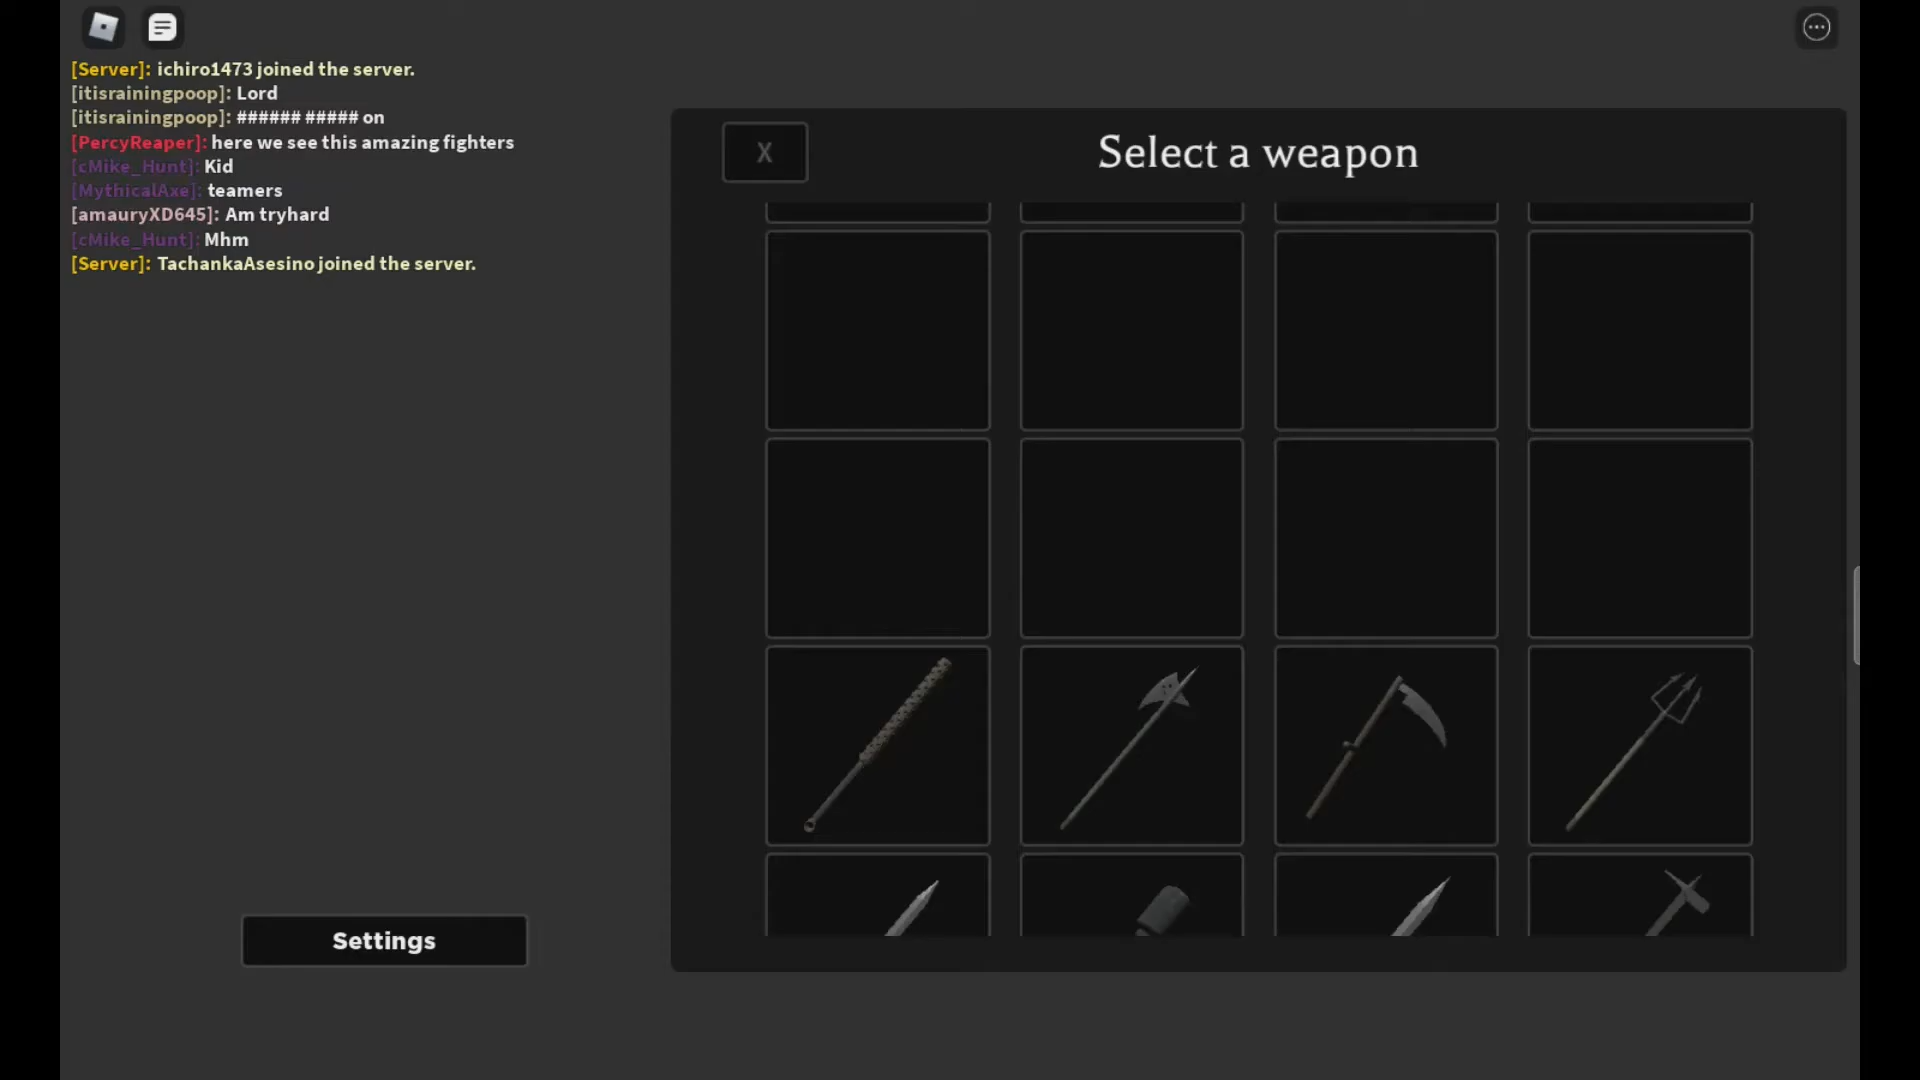 [Server]: ichiro1473 joined the server.
[itisrainingpoop]: Lord
[itisrainingpoop]: ###### ##### on
[PercyReaper]: here we see this amazing fighters
[cMike_Hunt]: Kid
[MythicalAxe]: teamers
[amauryXD645]: Am tryhard
[cMike_Hunt]: Mhm
[Server]: TachankaAsesino joined the server.
X
Select a weapon
Settings